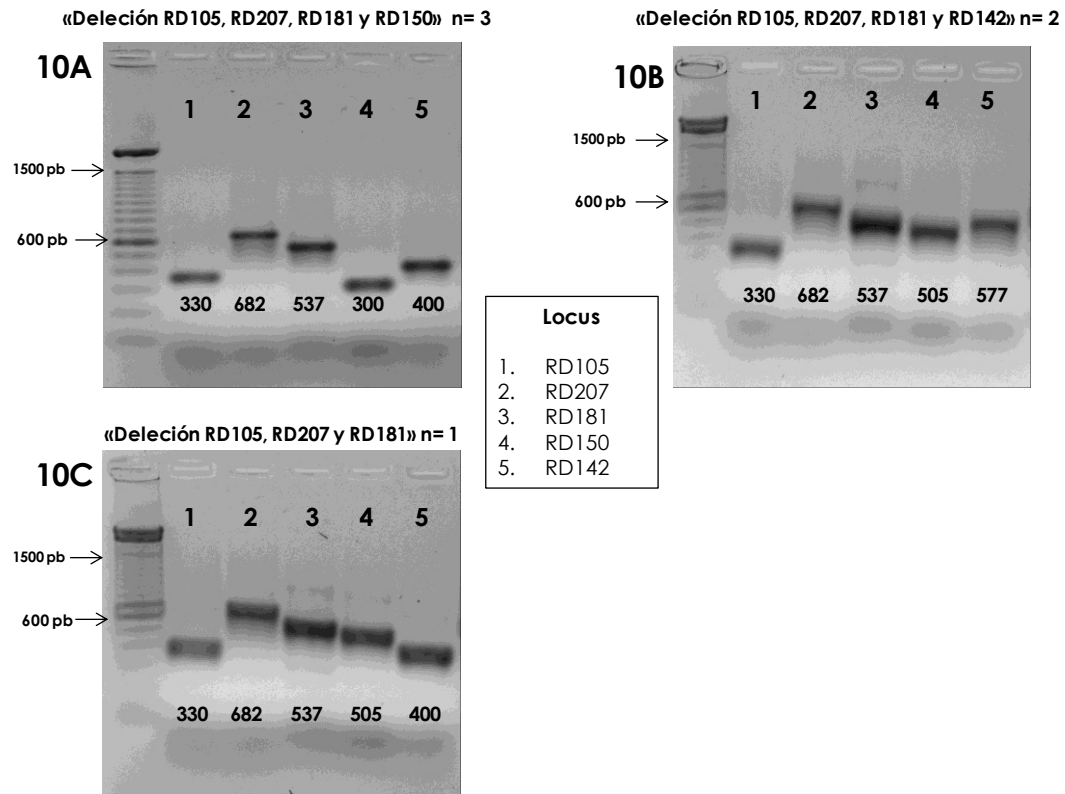 «Deleción RD105, RD207, RD181 y RD150» n= 3
10A
1 2 3 4 5
1500 pb
600 pb
330 682 537 300 400
«Deleción RD105, RD207, RD181 y RD142» n= 2
10B
1 2 3 4 5
1500 pb
600 pb
330 682 537 505 577
Locus
1. RD105
2. RD207
3. RD181
4. RD150
5. RD142
«Deleción RD105, RD207 y RD181» n= 1
10C
1 2 3 4 5
1500 pb
600 pb
330 682 537 505 400